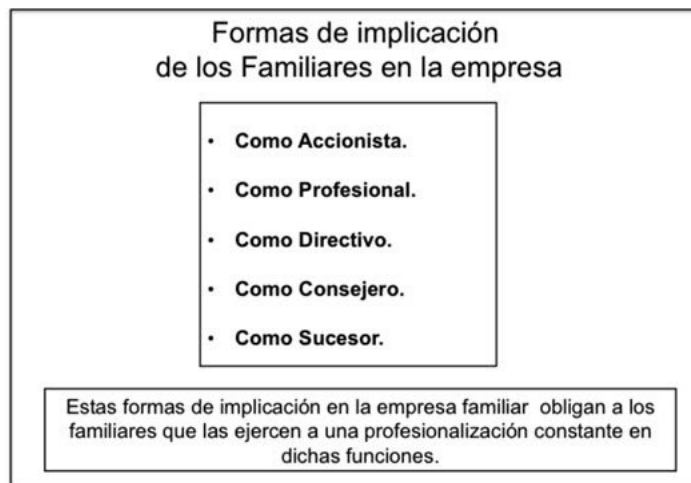 Formas de implicación
de los Familiares en la empresa
• Como Accionista.
• Como Profesional.
• Como Directivo.
• Como Consejero.
• Como Sucesor.
Estas formas de implicación en la empresa familiar obligan a los
familiares que las ejercen a una profesionalización constante en
dichas funciones.